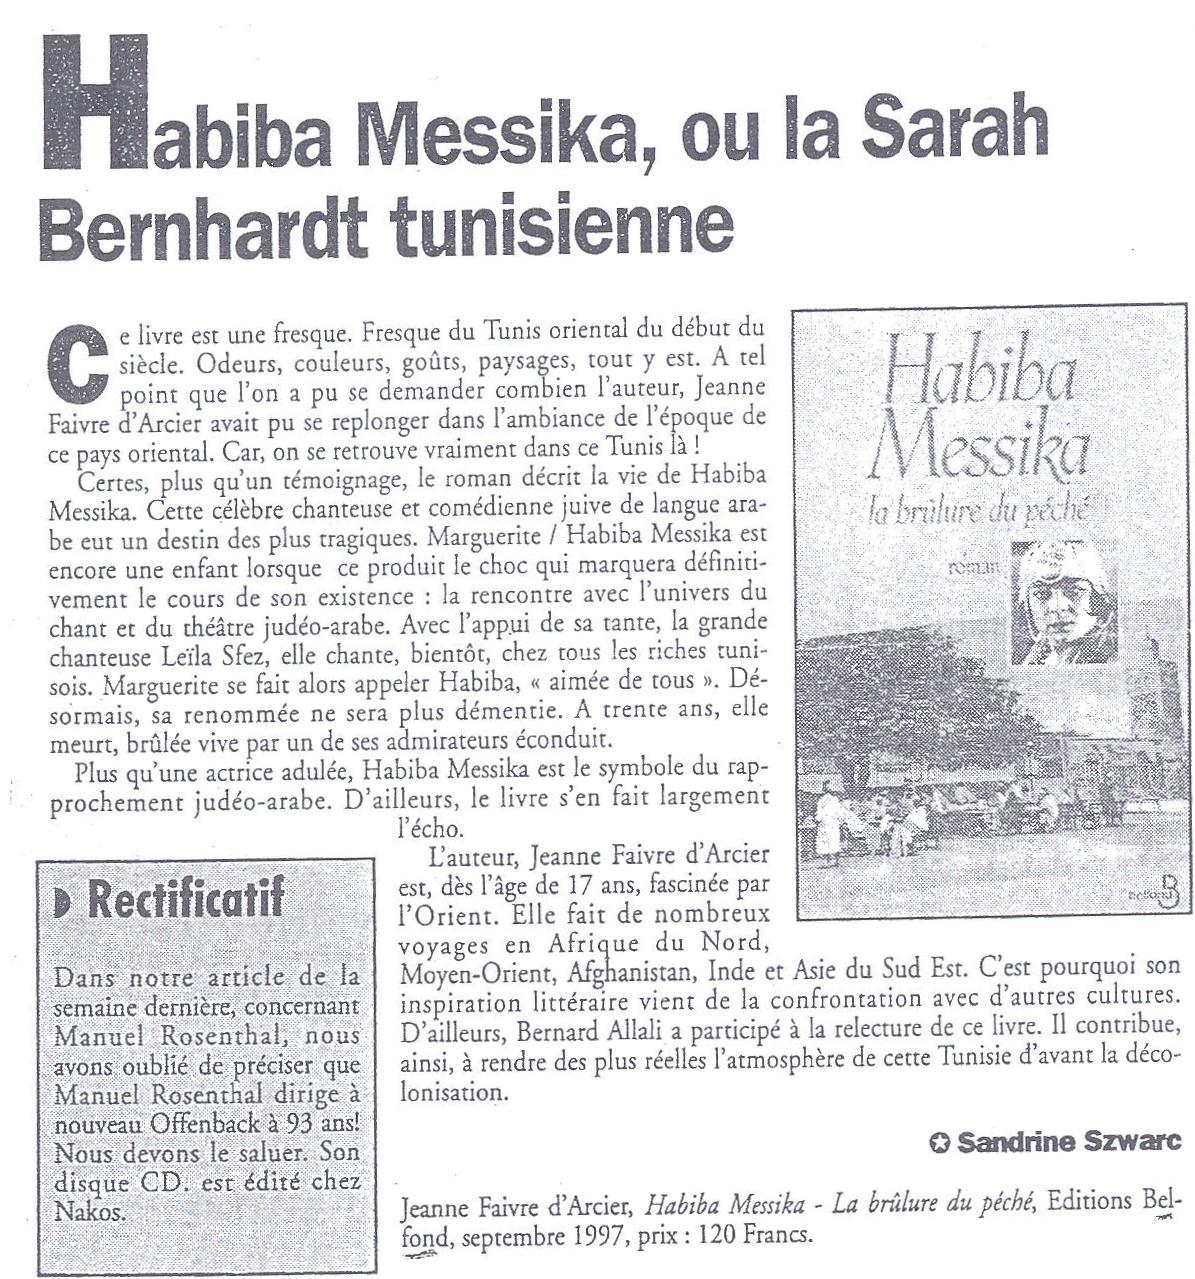 Habiba Messika, ou la Sarah
Bernhardt tunisienne
Ce livre est une fresque. Fresque du Tunis oriental du début du
siècle. Odeurs, couleurs, goûts, paysages, tout y est. A tel
point que l'on a pu se demander combien l'auteur, Jeanne
Faivre d'Arcier avait pu se replonger dans l'ambiance de l'époque de
ce pays oriental. Car, on se retrouve vraiment dans ce Tunis là !
Certes, plus qu'un témoignage, le roman décrit la vie de Habiba
Messika. Cette célèbre chanteuse et comédienne juive de langue ara-
be eut un destin des plus tragiques. Marguerite / Habiba Messika est
encore une enfant lorsque ce produit le choc qui marquera définiti-
vement le cours de son existence : la rencontre avec l'univers du
chant et du théâtre judéo-arabe. Avec l'appui de sa tante, la grande
chanteuse Leïla Sfez, elle chante, bientôt, chez tous les riches tuni-
sois. Marguerite se fait alors appeler Habiba, « aimée de tous ». Dé-
sormais, sa renommée ne sera plus démentie. A trente ans, elle
meurt, brûlée vive par un de ses admirateurs éconduit.
Plus qu'une actrice adulée, Habiba Messika est le symbole du rap-
prochement judéo-arabe. D'ailleurs, le livre s'en fait largement
l'écho.
L'auteur, Jeanne Faivre d'Arcier
est, dès l'âge de 17 ans, fascinée par
l'Orient. Elle fait de nombreux
voyages en Afrique du Nord,
Moyen-Orient, Afghanistan, Inde et Asie du Sud Est. C'est pourquoi son
inspiration littéraire vient de la confrontation avec d'autres cultures.
D'ailleurs, Bernard Allali a participé à la relecture de ce livre. Il contribue,
ainsi, à rendre des plus réelles l'atmosphère de cette Tunisie d'avant la déco-
lonisation.
Sandrine Szwarc
Jeanne Faivre d'Arcier, Habiba Messika - La brûlure du péché, Editions Bel-
fond, septembre 1997, prix : 120 Francs.
Habiba
Messika
la brûlure du péché
roman
Rectificatif
Dans notre article de la
semaine dernière, concernant
Manuel Rosenthal, nous
avons oublié de préciser que
Manuel Rosenthal dirige à
nouveau Offenback à 93 ans!
Nous devons le saluer. Son
disque CD. est édité chez
Nakos.